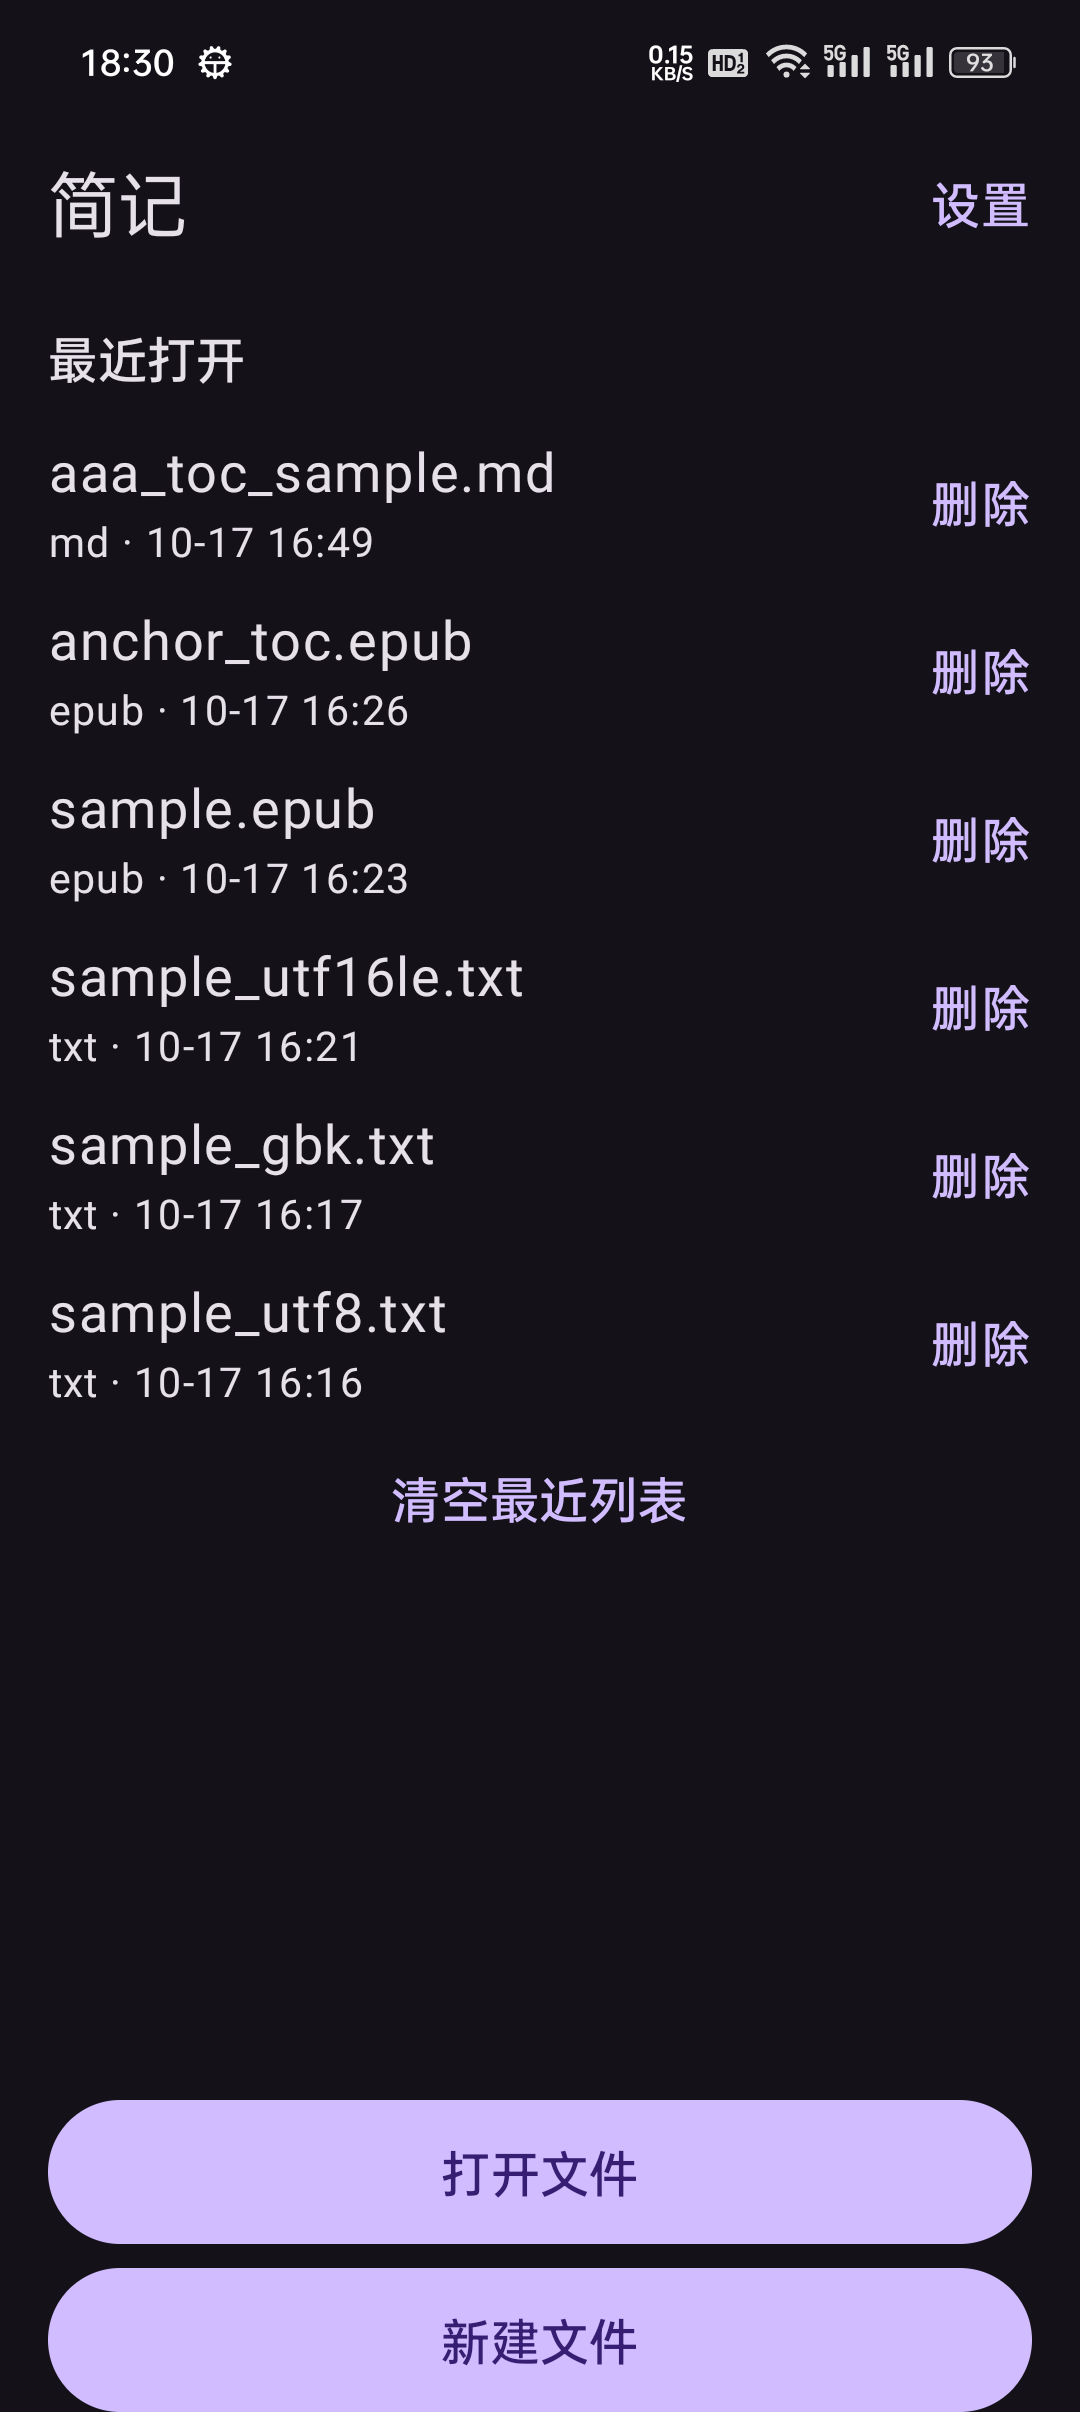 18:30 0.15 KB/S HD 1 2 5G 5G 93
简记 设置
最近打开
aaa_toc_sample.md
md · 10-17 16:49 删除
anchor_toc.epub
epub · 10-17 16:26 删除
sample.epub
epub · 10-17 16:23 删除
sample_utf16le.txt
txt · 10-17 16:21 删除
sample_gbk.txt
txt · 10-17 16:17 删除
sample_utf8.txt
txt · 10-17 16:16 删除
清空最近列表
打开文件
新建文件